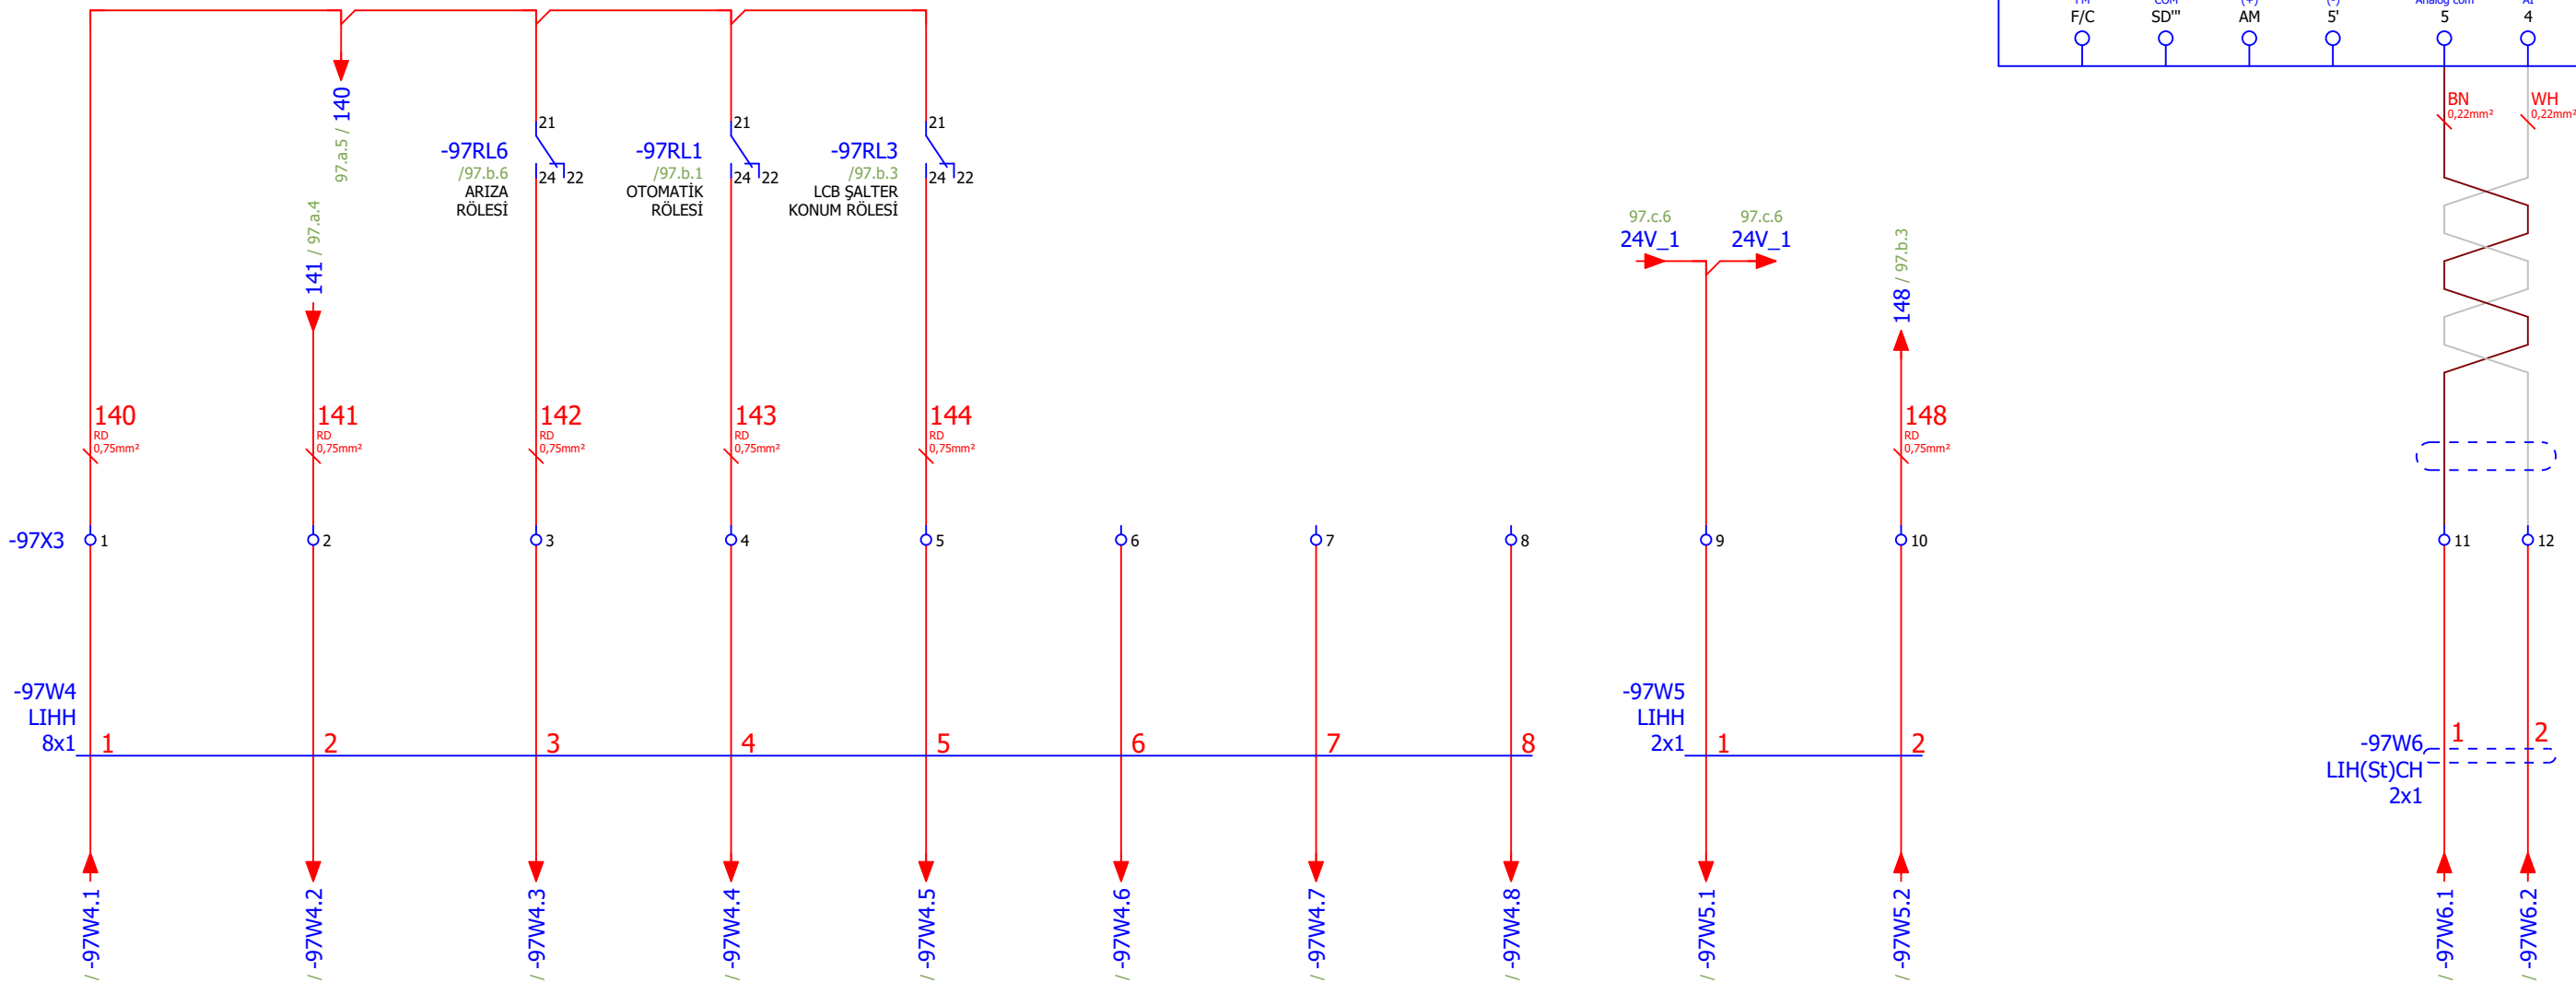 FM COM (+) (-) Analog com AI
F/C SD''' AM 5' 5 4
BN WH
0,22mm² 0,22mm²
97.a.5 / 140
141 / 97.a.4
21 21 21
-97RL6 -97RL1 -97RL3
/97.b.6 /97.b.1 /97.b.3
24 22 24 22 24 22
ARIZA OTOMATİK LCB ŞALTER
RÖLESİ RÖLESİ KONUM RÖLESİ
97.c.6 97.c.6
24V_1 24V_1
148 / 97.b.3
140 141 142 143 144 148
RD RD RD RD RD RD
0,75mm² 0,75mm² 0,75mm² 0,75mm² 0,75mm² 0,75mm²
-97X3 1 2 3 4 5 6 7 8 9 10 11 12
-97W4 -97W5
LIHH LIHH
8x1 1 2 3 4 5 6 7 8 2x1 1 2 -97W6 1 2
LIH(St)CH
2x1
/ -97W4.1
/ -97W4.2
/ -97W4.3
/ -97W4.4
/ -97W4.5
/ -97W4.6
/ -97W4.7
/ -97W4.8
/ -97W5.1
/ -97W5.2
/ -97W6.1
/ -97W6.2